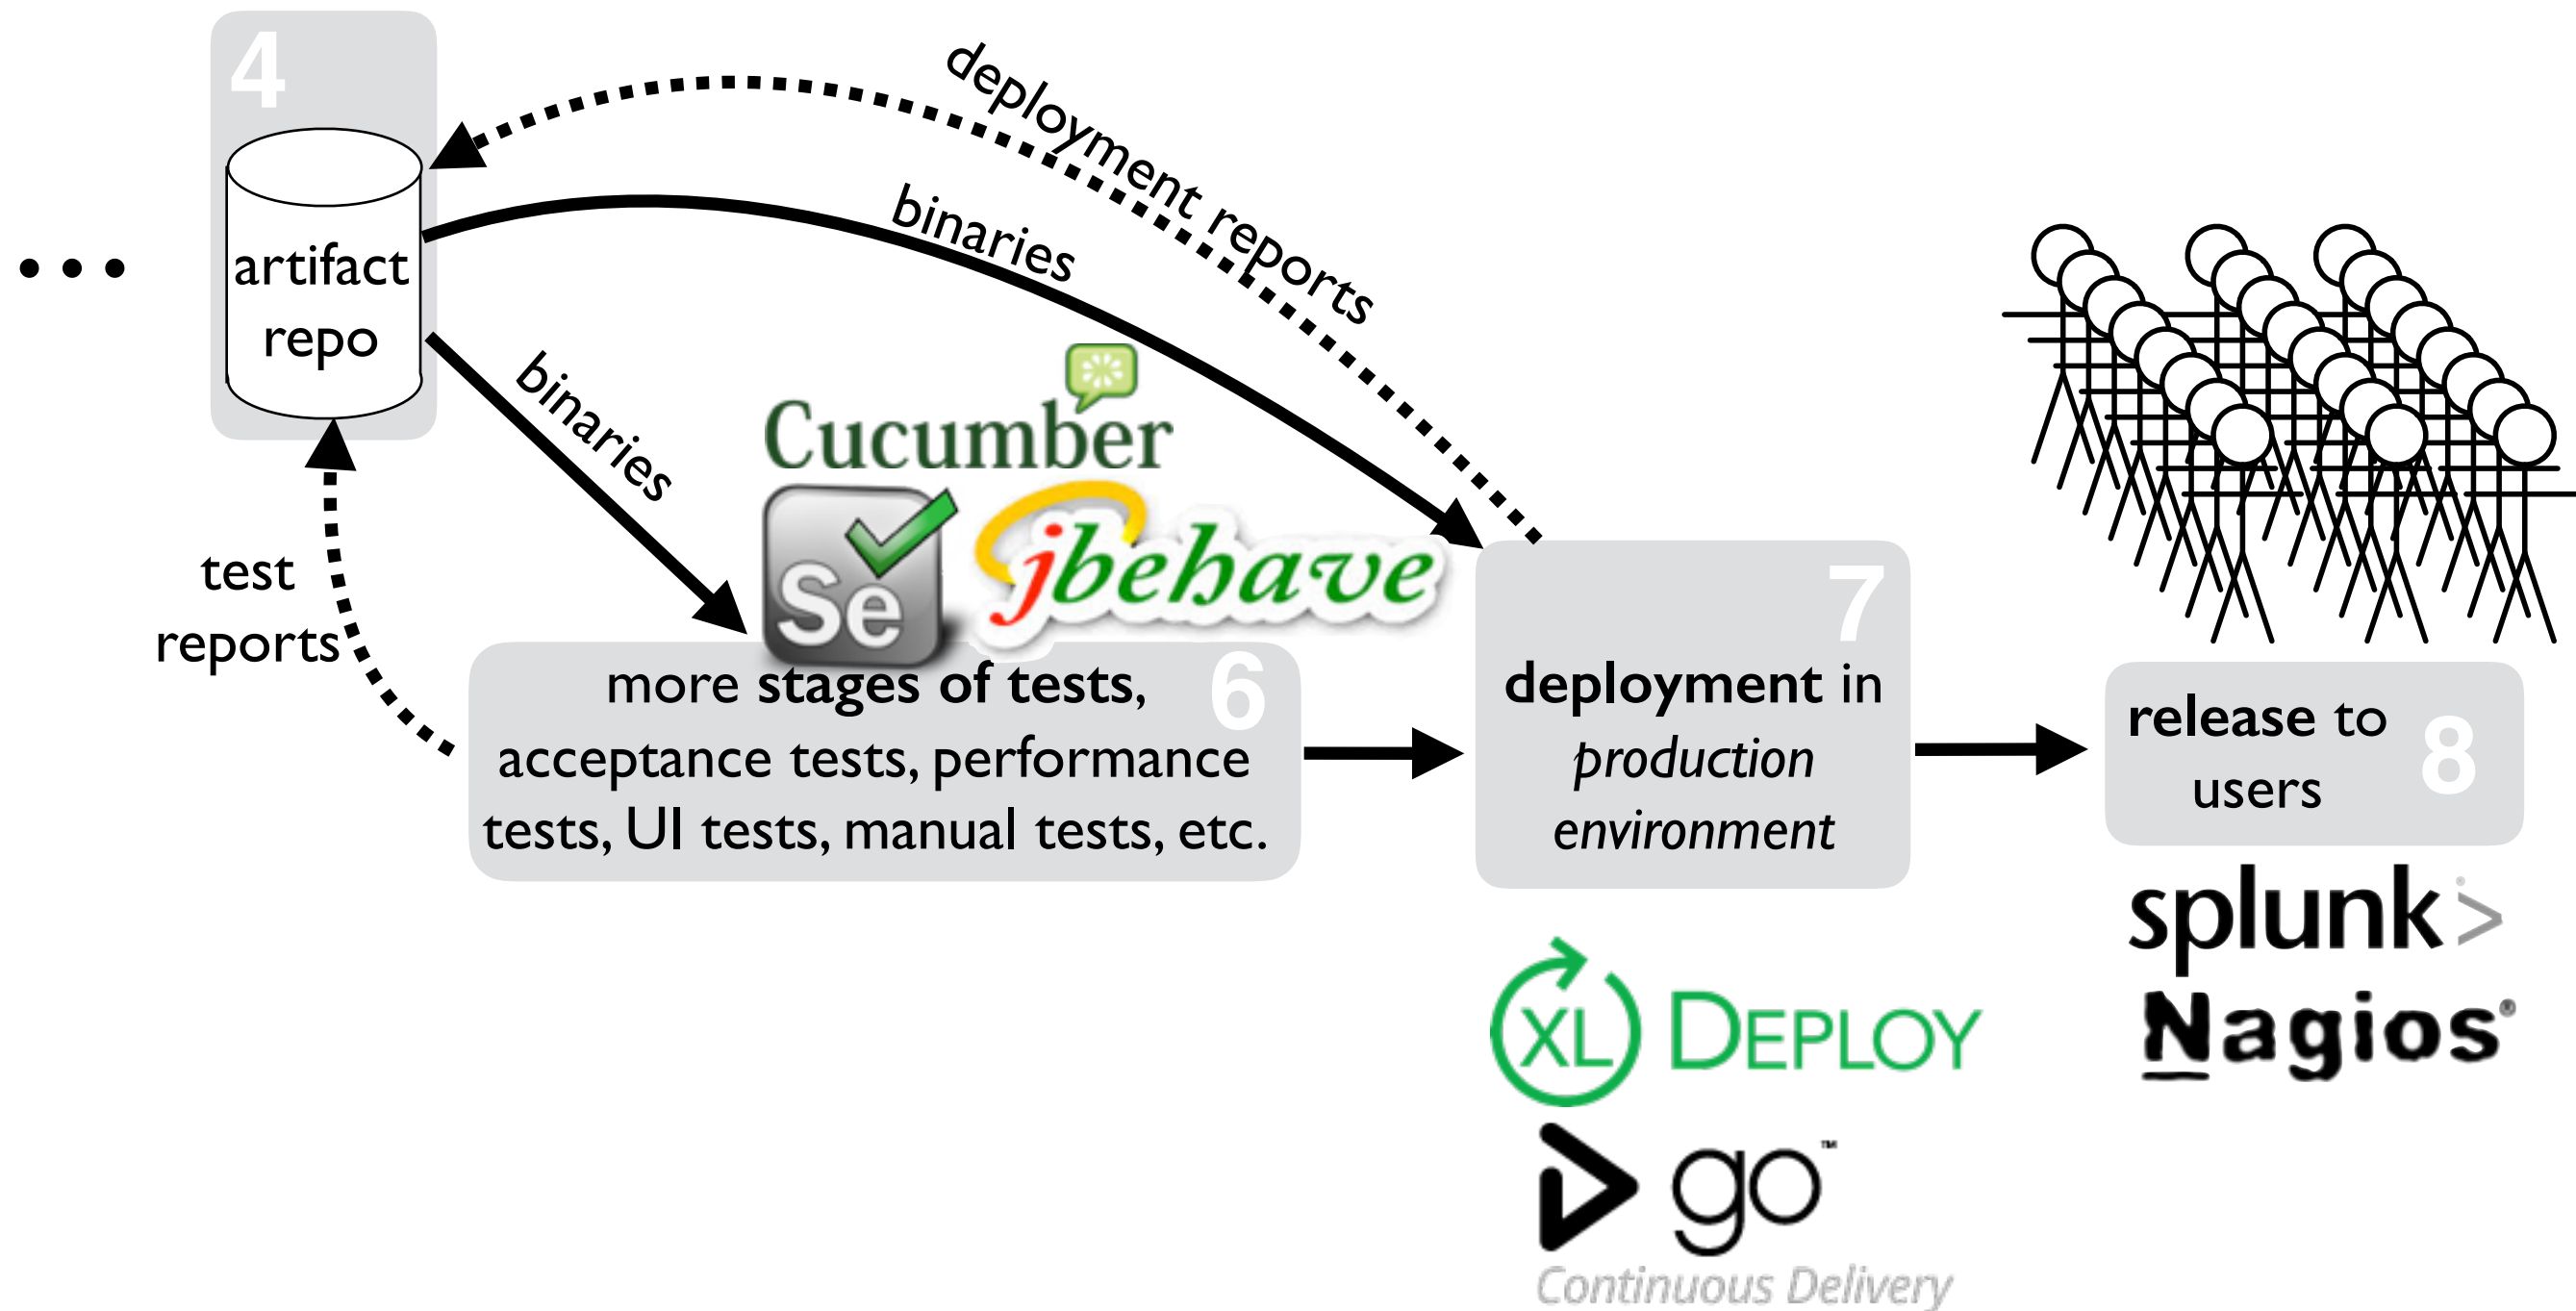 • • •
4
artifact
repo
deployment reports
binaries
binaries
test
reports
Cucumber
Se
jbehave
6
more stages of tests,
acceptance tests, performance
tests, UI tests, manual tests, etc.
7
deployment in
production
environment
XL DEPLOY
go™
Continuous Delivery
release to
users
8
splunk>
Nagios®